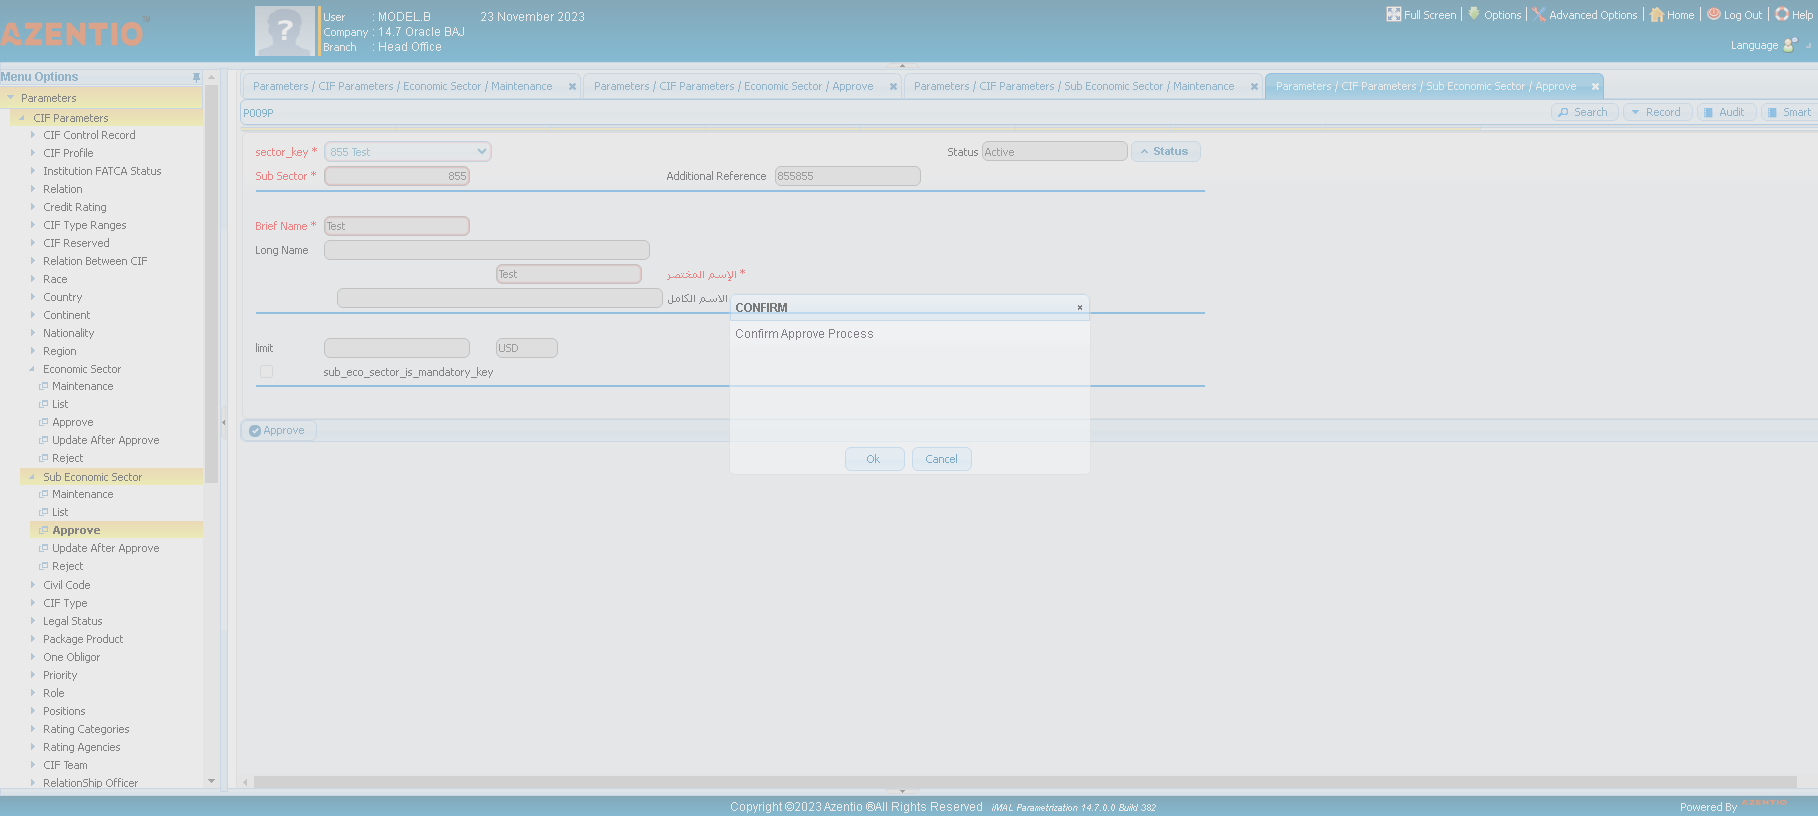 AZENTIO™
User : MODEL.B 23 November 2023
Company : 14.7 Oracle BAJ
Branch : Head Office
Full Screen Options Advanced Options Home Log Out Help
Language
Menu Options
Parameters
CIF Parameters
CIF Control Record
CIF Profile
Institution FATCA Status
Relation
Credit Rating
CIF Type Ranges
CIF Reserved
Relation Between CIF
Race
Country
Continent
Nationality
Region
Economic Sector
Maintenance
List
Approve
Update After Approve
Reject
Sub Economic Sector
Maintenance
List
Approve
Update After Approve
Reject
Civil Code
CIF Type
Legal Status
Package Product
One Obligor
Priority
Role
Positions
Rating Categories
Rating Agencies
CIF Team
RelationShip Officer
Parameters / CIF Parameters / Economic Sector / Maintenance
Parameters / CIF Parameters / Economic Sector / Approve
Parameters / CIF Parameters / Sub Economic Sector / Maintenance
Parameters / CIF Parameters / Sub Economic Sector / Approve
P009P
Search Record Audit Smart
sector_key * 855 Test Status Active Status
Sub Sector * 855 Additional Reference 855855
Brief Name * Test
Long Name
Test الإسم المختصر *
الاسم الكامل
limit USD
sub_eco_sector_is_mandatory_key
Approve
CONFIRM
Confirm Approve Process
Ok Cancel
Copyright ©2023 Azentio ®All Rights Reserved iMAL Parametrization 14.7.0.0 Build 382
Powered By AZENTIO